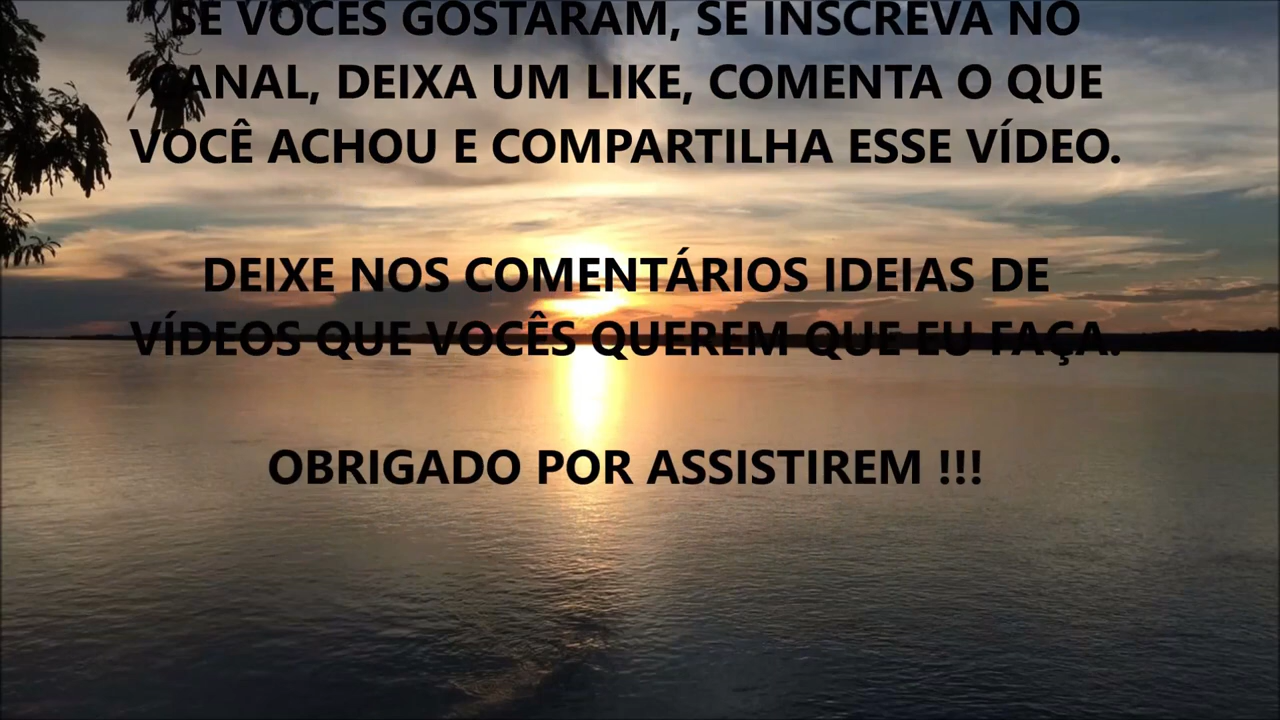 SE VOCÊS GOSTARAM, SE INSCREVA NO
CANAL, DEIXA UM LIKE, COMENTA O QUE
VOCÊ ACHOU E COMPARTILHA ESSE VÍDEO.
DEIXE NOS COMENTÁRIOS IDEIAS DE
VÍDEOS QUE VOCÊS QUEREM QUE EU FAÇA.
OBRIGADO POR ASSISTIREM !!!